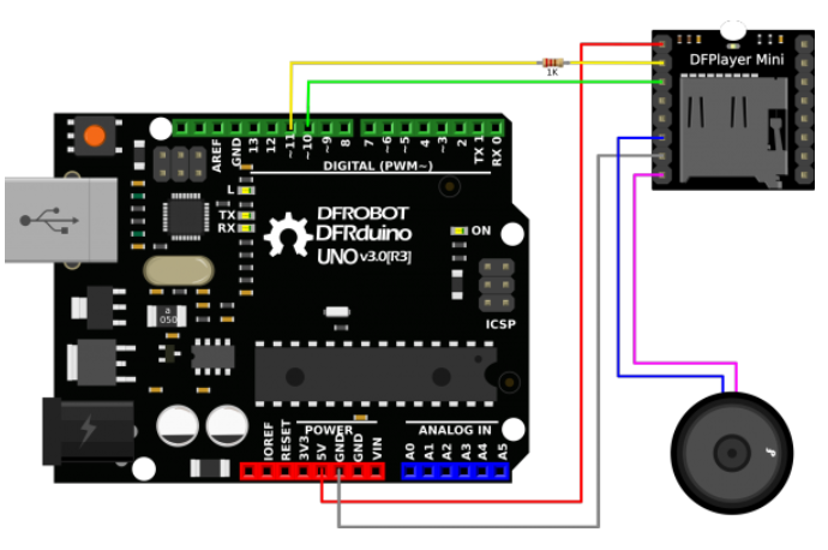 DFPlayer Mini
1K
AREF
GND
13
12
~11
~10
~9
8
7
~6
~5
4
~3
2
TX 1
RX 0
DIGITAL (PWM~)
L
TX
RX
DFROBOT
DFRduino
UNO v3.0[R3]
ON
ICSP
a
050
POWER
ANALOG IN
IOREF
RESET
3V3
5V
GND
GND
VIN
A0
A1
A2
A3
A4
A5